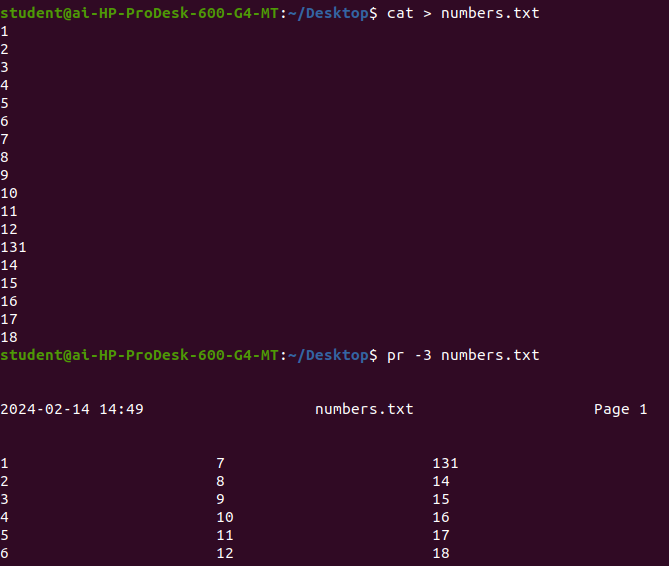 student@ai-HP-ProDesk-600-G4-MT:~/Desktop$ cat > numbers.txt
1
2
3
4
5
6
7
8
9
10
11
12
131
14
15
16
17
18
student@ai-HP-ProDesk-600-G4-MT:~/Desktop$ pr -3 numbers.txt
2024-02-14 14:49 numbers.txt Page 1
1 7 131
2 8 14
3 9 15
4 10 16
5 11 17
6 12 18